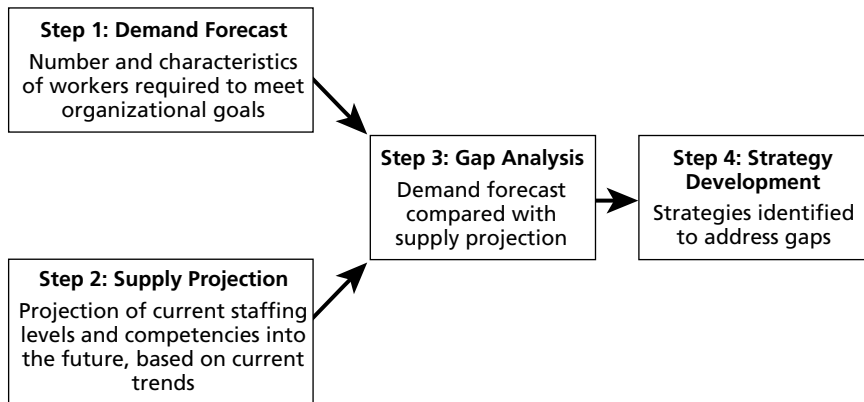 Step 1: Demand Forecast
Number and characteristics
of workers required to meet
organizational goals
Step 2: Supply Projection
Projection of current staffing
levels and competencies into
the future, based on current
trends
Step 3: Gap Analysis
Demand forecast
compared with
supply projection
Step 4: Strategy
Development
Strategies identified
to address gaps